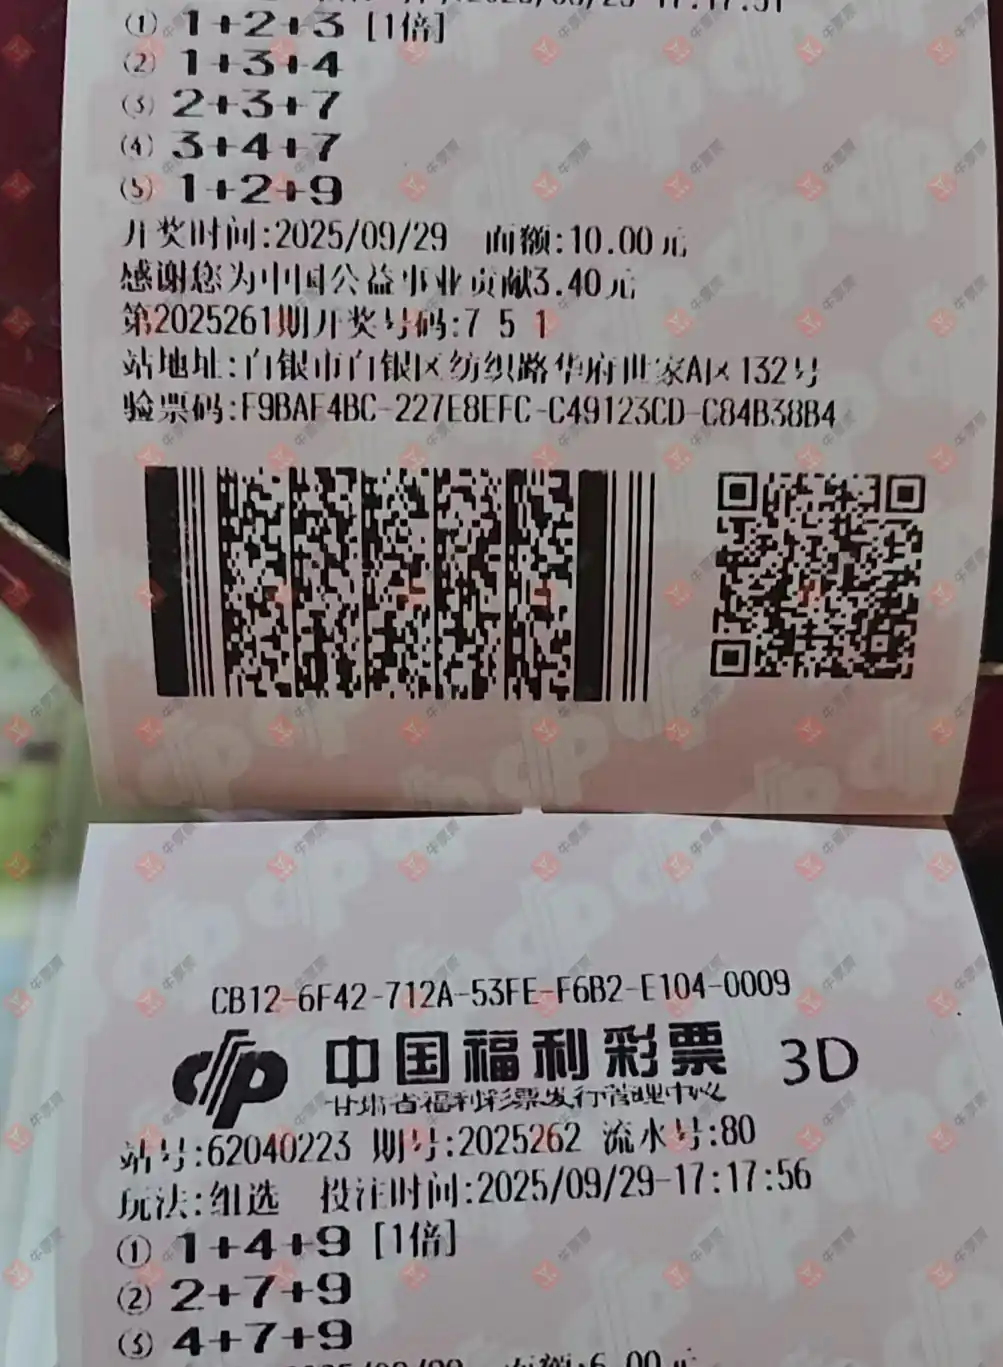 ① 1+2+3 [1倍]
② 1+3+4
③ 2+3+7
④ 3+4+7
⑤ 1+2+9
开奖时间:2025/09/29 面额:10.00元
感谢您为中国公益事业贡献3.40元
第2025261期开奖号码:7 5 1
站地址:白银市白银区纺织路华府世家A区132号
验票码:F9BAF4BC-227E8EFC-C49123CD-C84B38B4
CB12-6F42-712A-53FE-F6B2-E104-0009
中国福利彩票 3D
甘肃省福利彩票发行管理中心
站号:62040223 期号:2025262 流水号:80
玩法:组选 投注时间:2025/09/29-17:17:56
① 1+4+9 [1倍]
② 2+7+9
③ 4+7+9